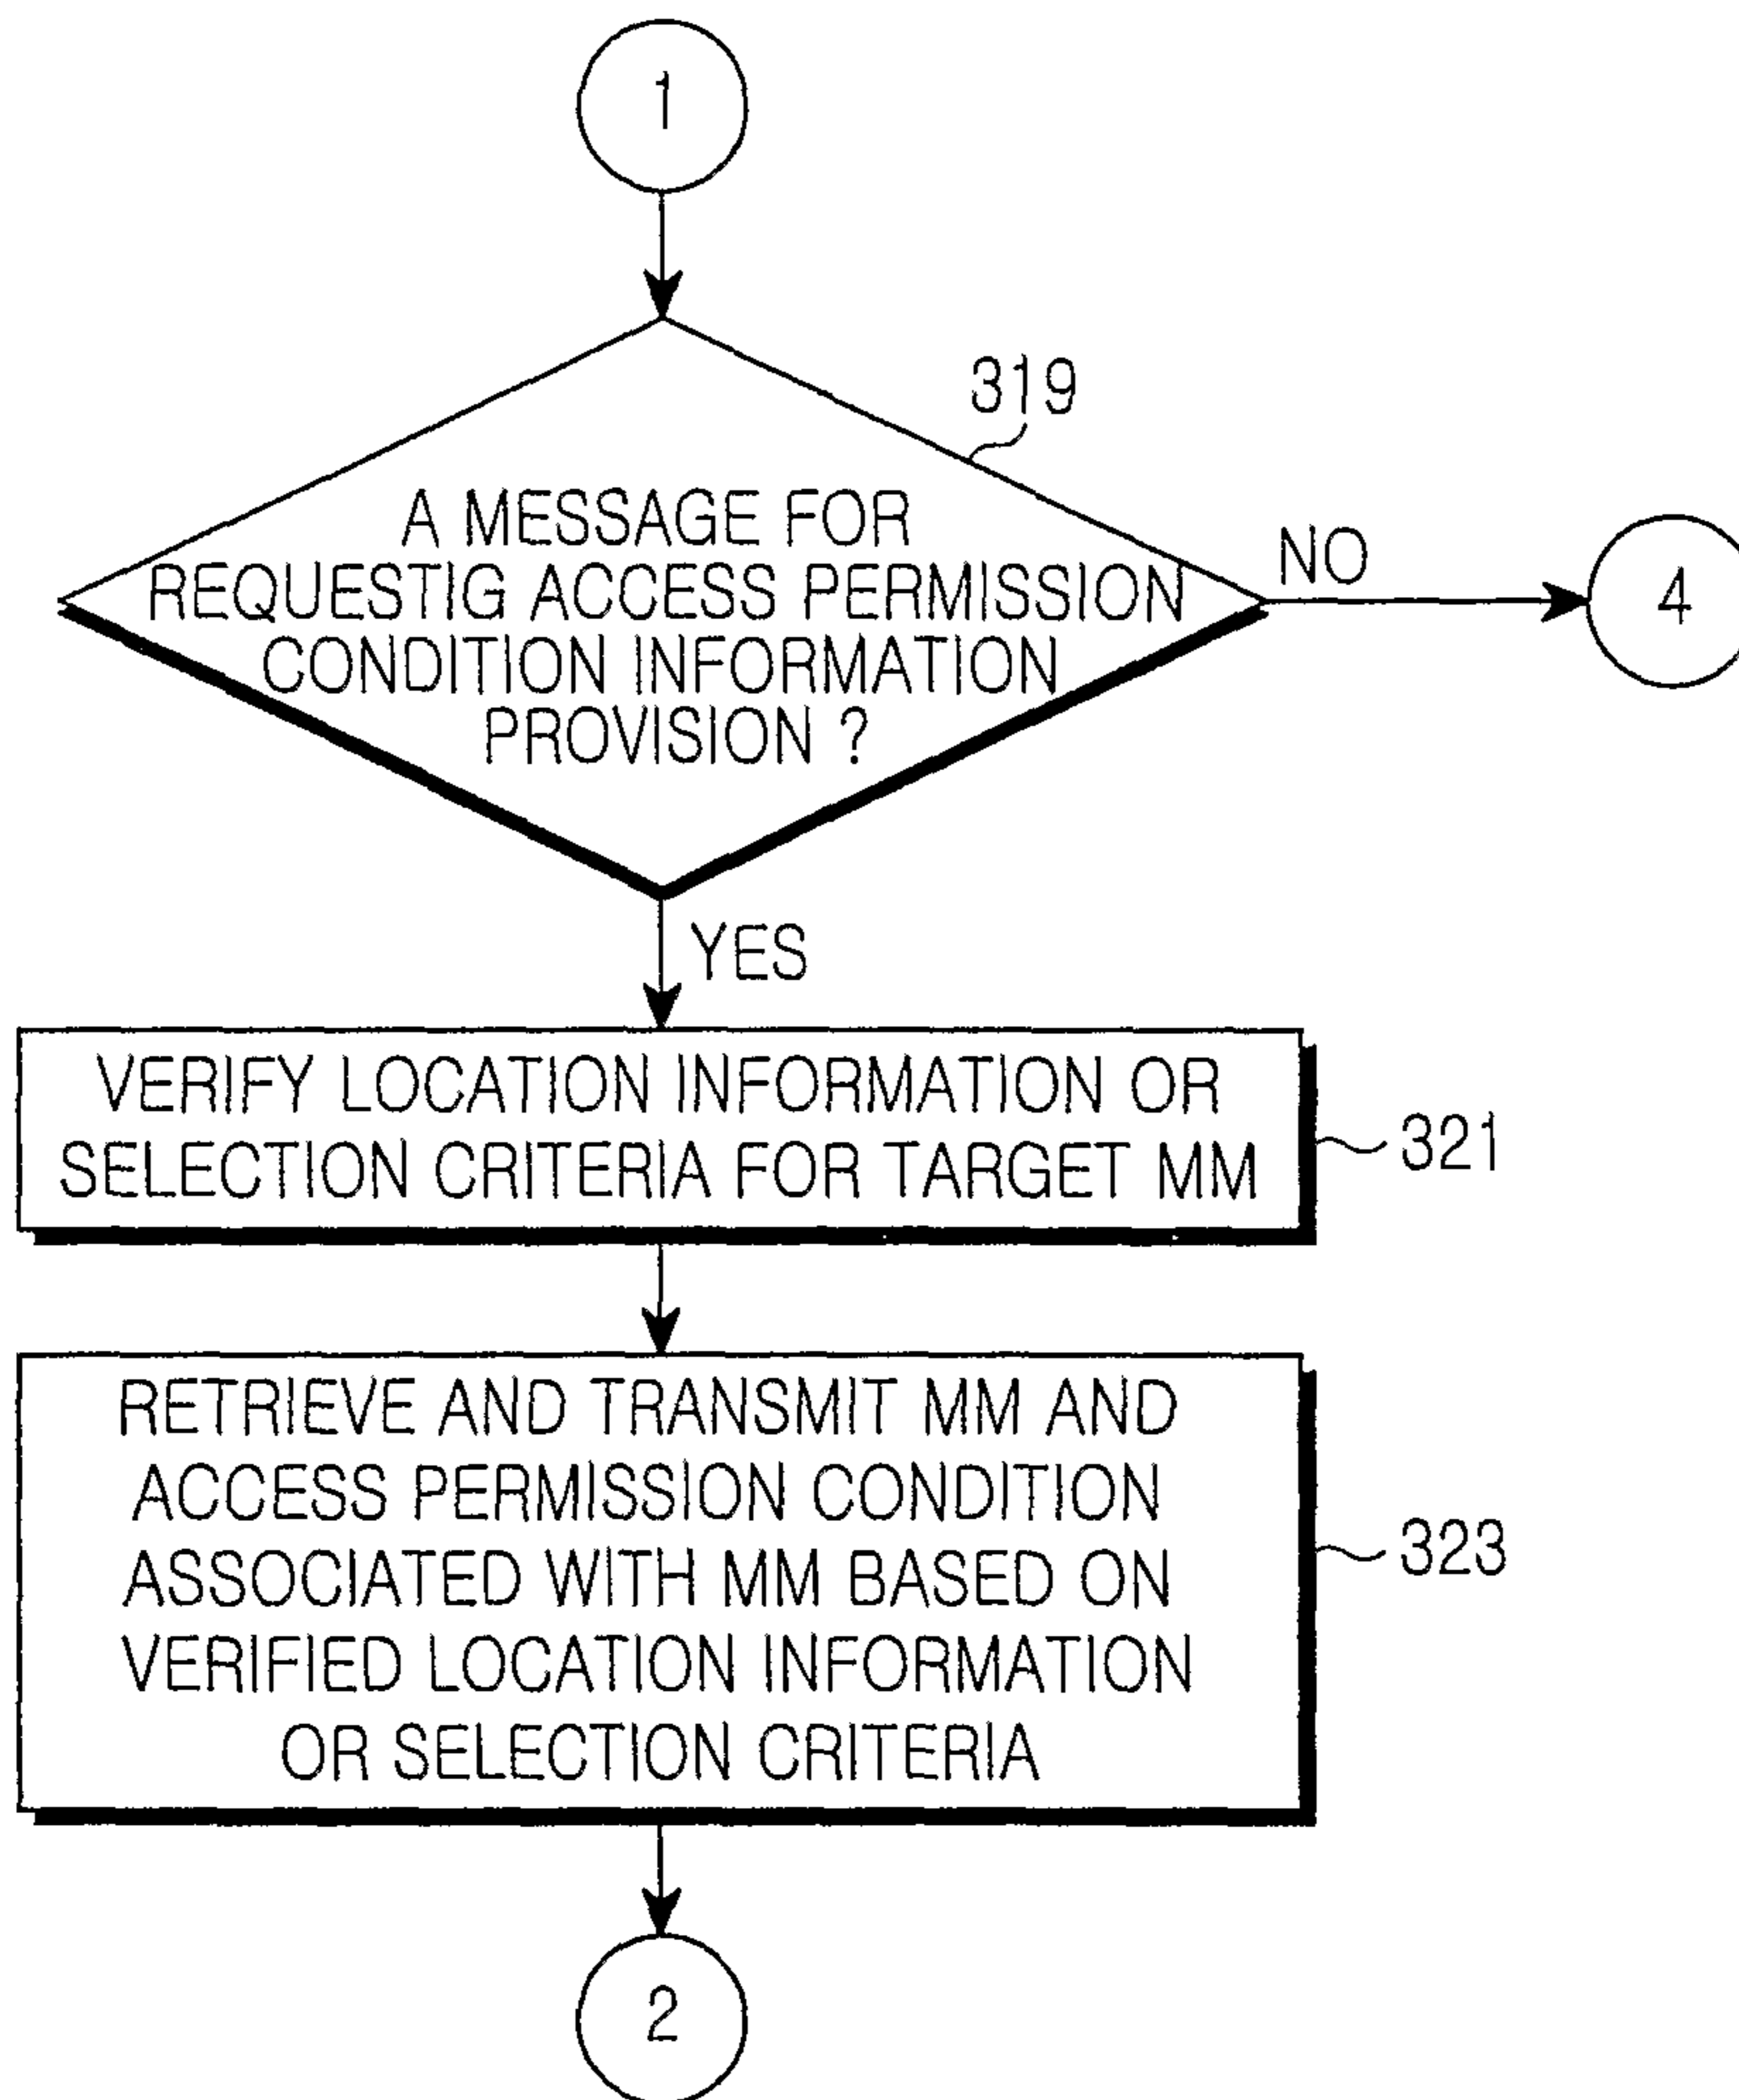 1
319
A MESSAGE FOR
REQUESTIG ACCESS PERMISSION
CONDITION INFORMATION
PROVISION ?
NO
4
YES
VERIFY LOCATION INFORMATION OR
SELECTION CRITERIA FOR TARGET MM
321
RETRIEVE AND TRANSMIT MM AND
ACCESS PERMISSION CONDITION
ASSOCIATED WITH MM BASED ON
VERIFIED LOCATION INFORMATION
OR SELECTION CRITERIA
323
2